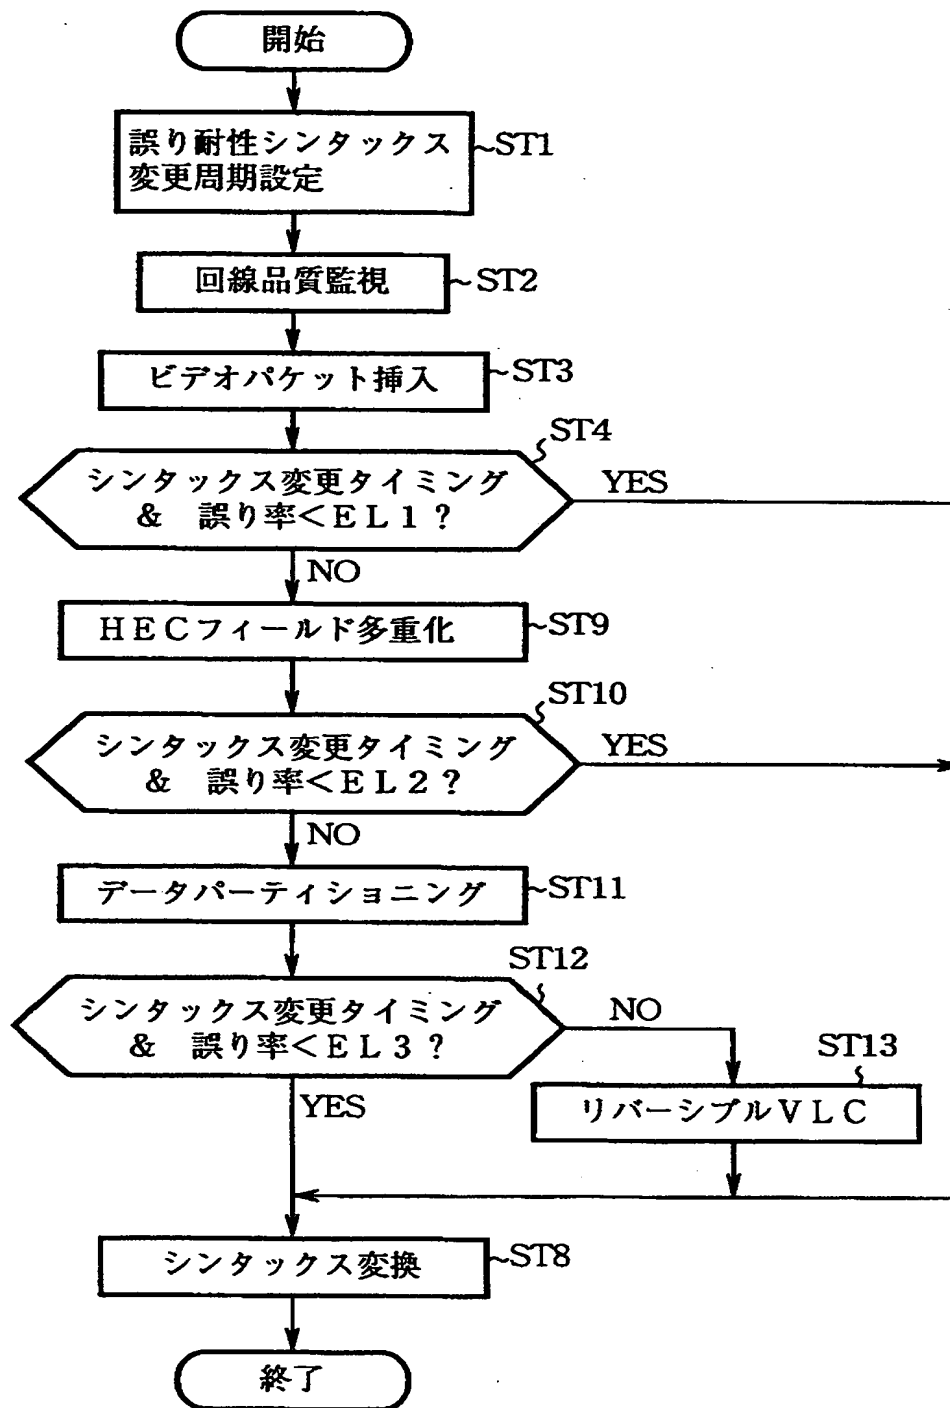 開始
誤り耐性シンタックス
変更周期設定
ST1
回線品質監視
ST2
ビデオパケット挿入
ST3
ST4
シンタックス変更タイミング
& 誤り率<EL1?
YES
NO
HECフィールド多重化
ST9
ST10
シンタックス変更タイミング
& 誤り率<EL2?
YES
NO
データパーティショニング
ST11
ST12
シンタックス変更タイミング
& 誤り率<EL3?
NO
YES
ST13
リバーシブルVLC
シンタックス変換
ST8
終了